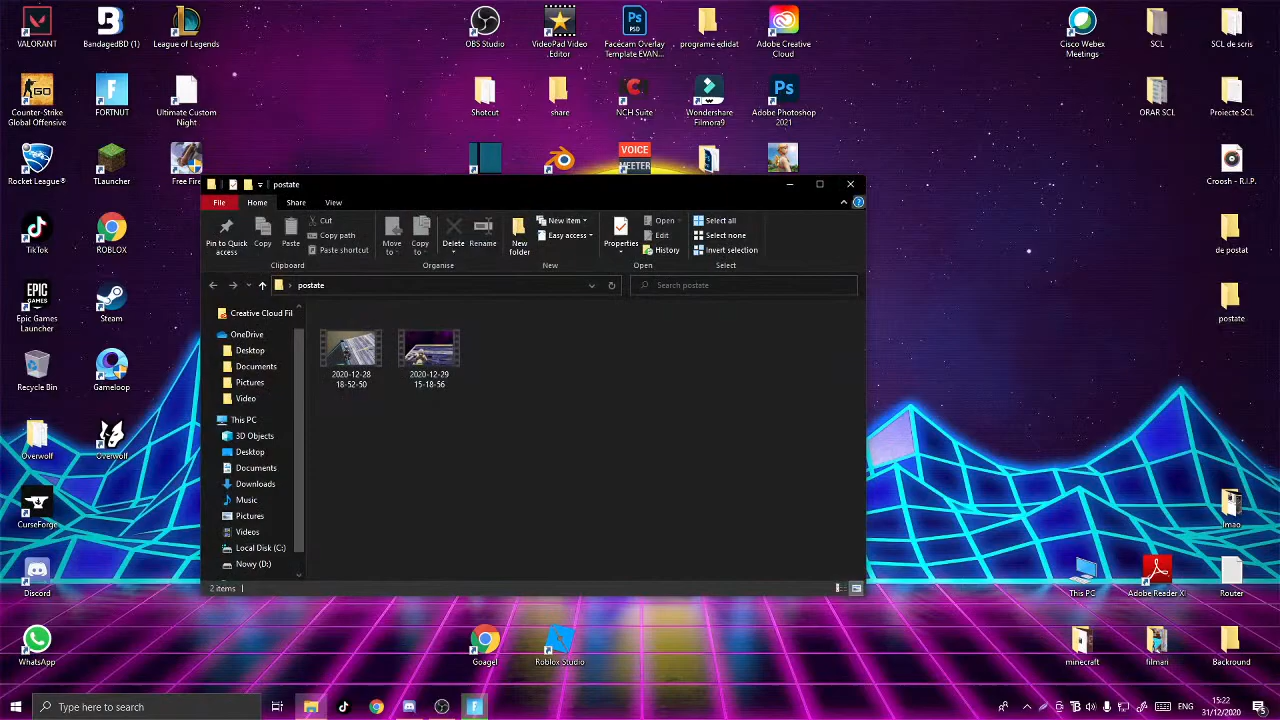 VALORANT
BandagedBD (1)
League of Legends
OBS Studio
VideoPad Video
Editor
Facecam Overlay
Template EVAN...
programe edidat
Adobe Creative
Cloud
Cisco Webex
Meetings
SCL
SCL de scris
Counter-Strike
Global Offensive
FORTNUT
Ultimate Custom
Night
Shotcut
share
NCH Suite
Wondershare
Filmora9
Adobe Photoshop
2021
ORAR SCL
Proiecte SCL
Rocket League®
TLauncher
Free Fire
VOICE
MEETER
Croosh - R.I.P.
postate
File
Home
Share
View
TikTok
ROBLOX
Pin to Quick
access
Copy
Paste
Cut
Copy path
Paste shortcut
Move
to
Copy
to
Delete
Rename
New
folder
New item
Easy access
Properties
Open
Edit
History
Select all
Select none
Invert selection
Clipboard
Organise
New
Open
Select
de postat
postate
Search postate
Epic Games
Launcher
Steam
postate
Creative Cloud Fil
OneDrive
Desktop
Documents
Pictures
Video
This PC
3D Objects
Desktop
Documents
Downloads
Music
Pictures
Videos
Local Disk (C:)
Nowy (D:)
2020-12-28
18-52-50
2020-12-29
15-18-56
Recycle Bin
Gameloop
Overwolf
Overwolf
CurseForge
lmao
Discord
2 items
This PC
Adobe Reader XI
Router
WhatsApp
Goagel
Roblox Studio
minecraft
filmari
Backround
Type here to search
ENG
15:22
31/12/2020